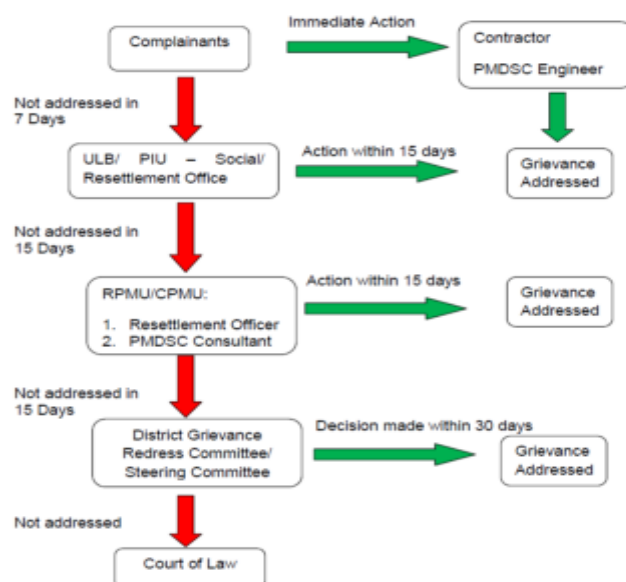 Complainants
Immediate Action
Contractor
PMDSC Engineer
Not addressed in
7 Days
ULB/ PIU – Social/
Resettlement Office
Action within 15 days
Grievance
Addressed
Not addressed in
15 Days
RPMU/CPMU:
1. Resettlement Officer
2. PMDSC Consultant
Action within 15 days
Grievance
Addressed
Not addressed in
15 Days
District Grievance
Redress Committee/
Steering Committee
Decision made within 30 days
Grievance
Addressed
Not addressed
Court of Law